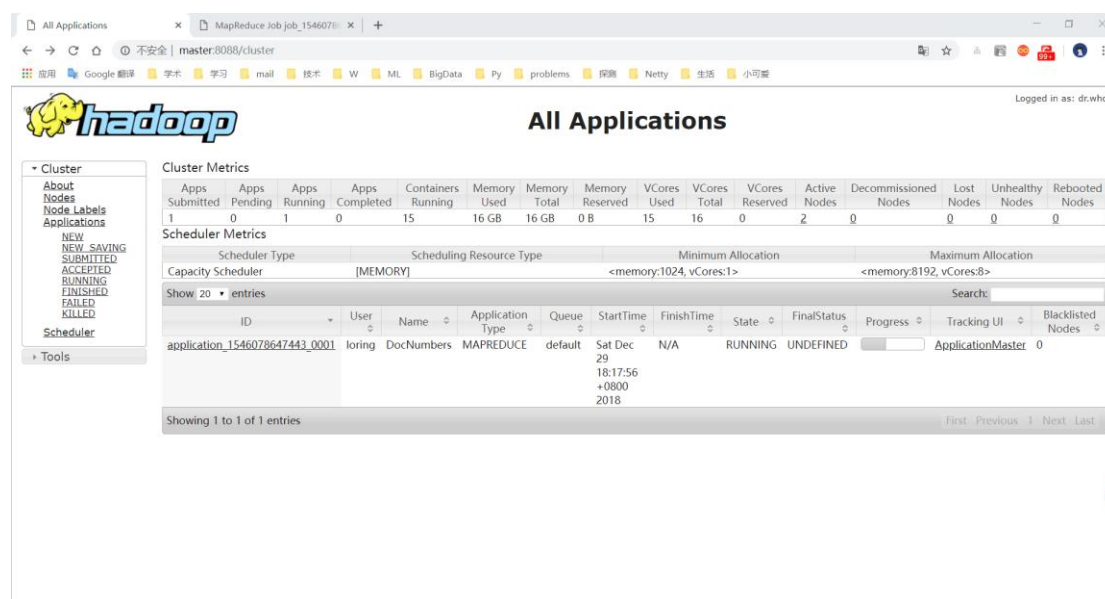 All Applications
MapReduce Job job_1546078
不安全 | master:8088/cluster
应用 Google 翻译 学术 学习 mail 技术 W ML BigData Py problems 探测 Netty 生活 小可爱
99+
Logged in as: dr.who
hadoop
All Applications
Cluster
About
Nodes
Node Labels
Applications
NEW
NEW_SAVING
SUBMITTED
ACCEPTED
RUNNING
FINISHED
FAILED
KILLED
Scheduler
Tools
Cluster Metrics
Apps Submitted Apps Pending Apps Running Apps Completed Containers Running Memory Used Memory Total Memory Reserved VCores Used VCores Total VCores Reserved Active Nodes Decommissioned Nodes Lost Nodes Unhealthy Nodes Rebooted Nodes
1 0 1 0 15 16 GB 16 GB 0 B 15 16 0 2 0 0 0 0
Scheduler Metrics
Scheduler Type Scheduling Resource Type Minimum Allocation Maximum Allocation
Capacity Scheduler [MEMORY] <memory:1024, vCores:1> <memory:8192, vCores:8>
Show 20 entries Search:
ID User Name Application Type Queue StartTime FinishTime State FinalStatus Progress Tracking UI Blacklisted Nodes
application_1546078647443_0001 loring DocNumbers MAPREDUCE default Sat Dec 29 18:17:56 +0800 2018 N/A RUNNING UNDEFINED ApplicationMaster 0
Showing 1 to 1 of 1 entries First Previous 1 Next Last